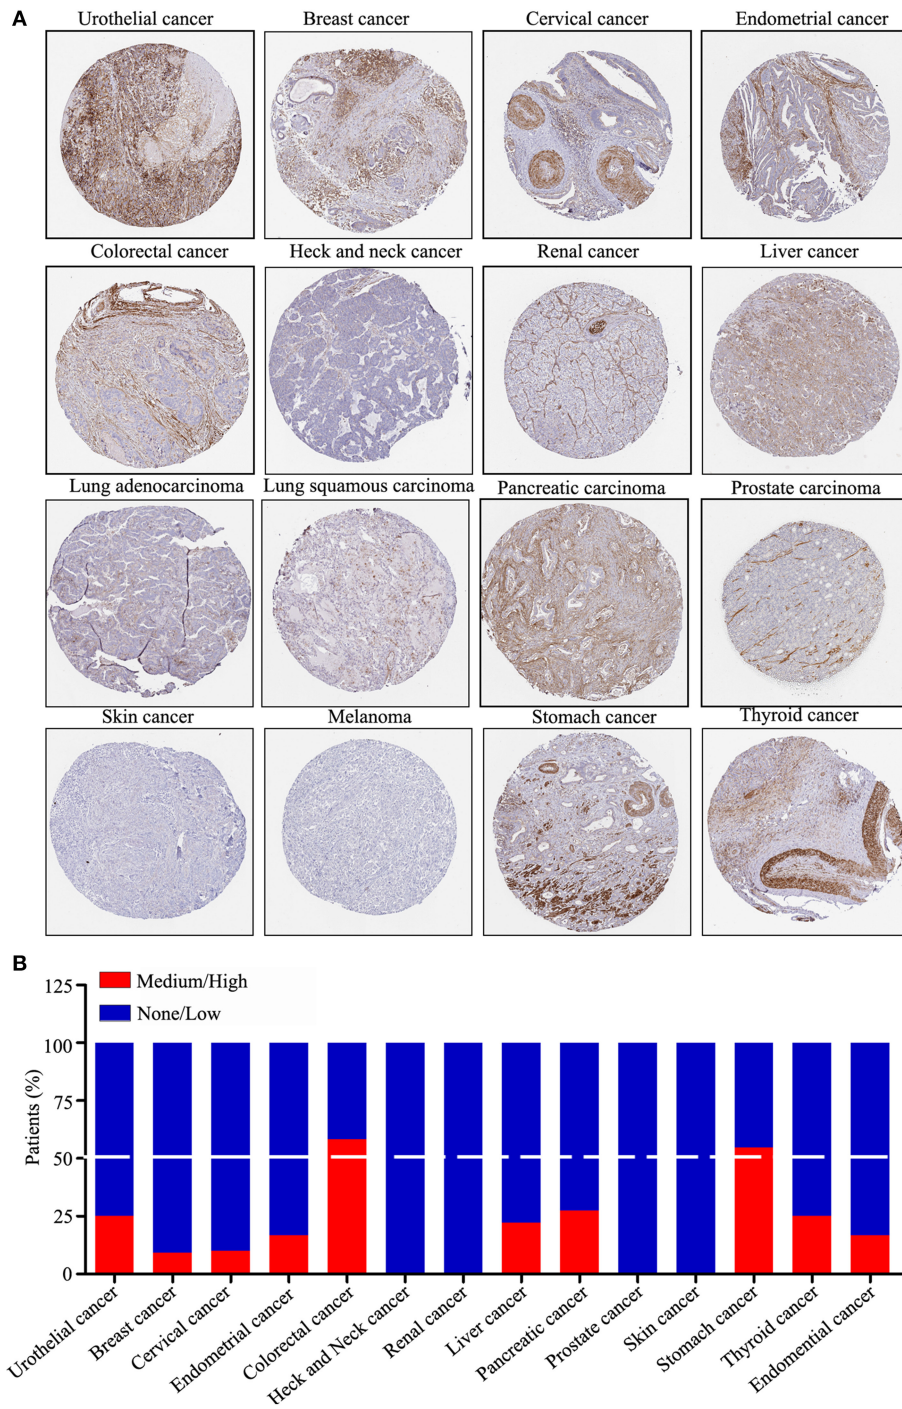 A
Urothelial cancer
Breast cancer
Cervical cancer
Endometrial cancer
Colorectal cancer
Heck and neck cancer
Renal cancer
Liver cancer
Lung adenocarcinoma
Lung squamous carcinoma
Pancreatic carcinoma
Prostate carcinoma
Skin cancer
Melanoma
Stomach cancer
Thyroid cancer
B
Medium/High
None/Low
Patients (%)
125
100
75
50
25
0
Urothelial cancer
Breast cancer
Cervical cancer
Endometrial cancer
Colorectal cancer
Heck and Neck cancer
Renal cancer
Liver cancer
Pancreatic cancer
Prostate cancer
Skin cancer
Stomach cancer
Thyroid cancer
Endomential cancer